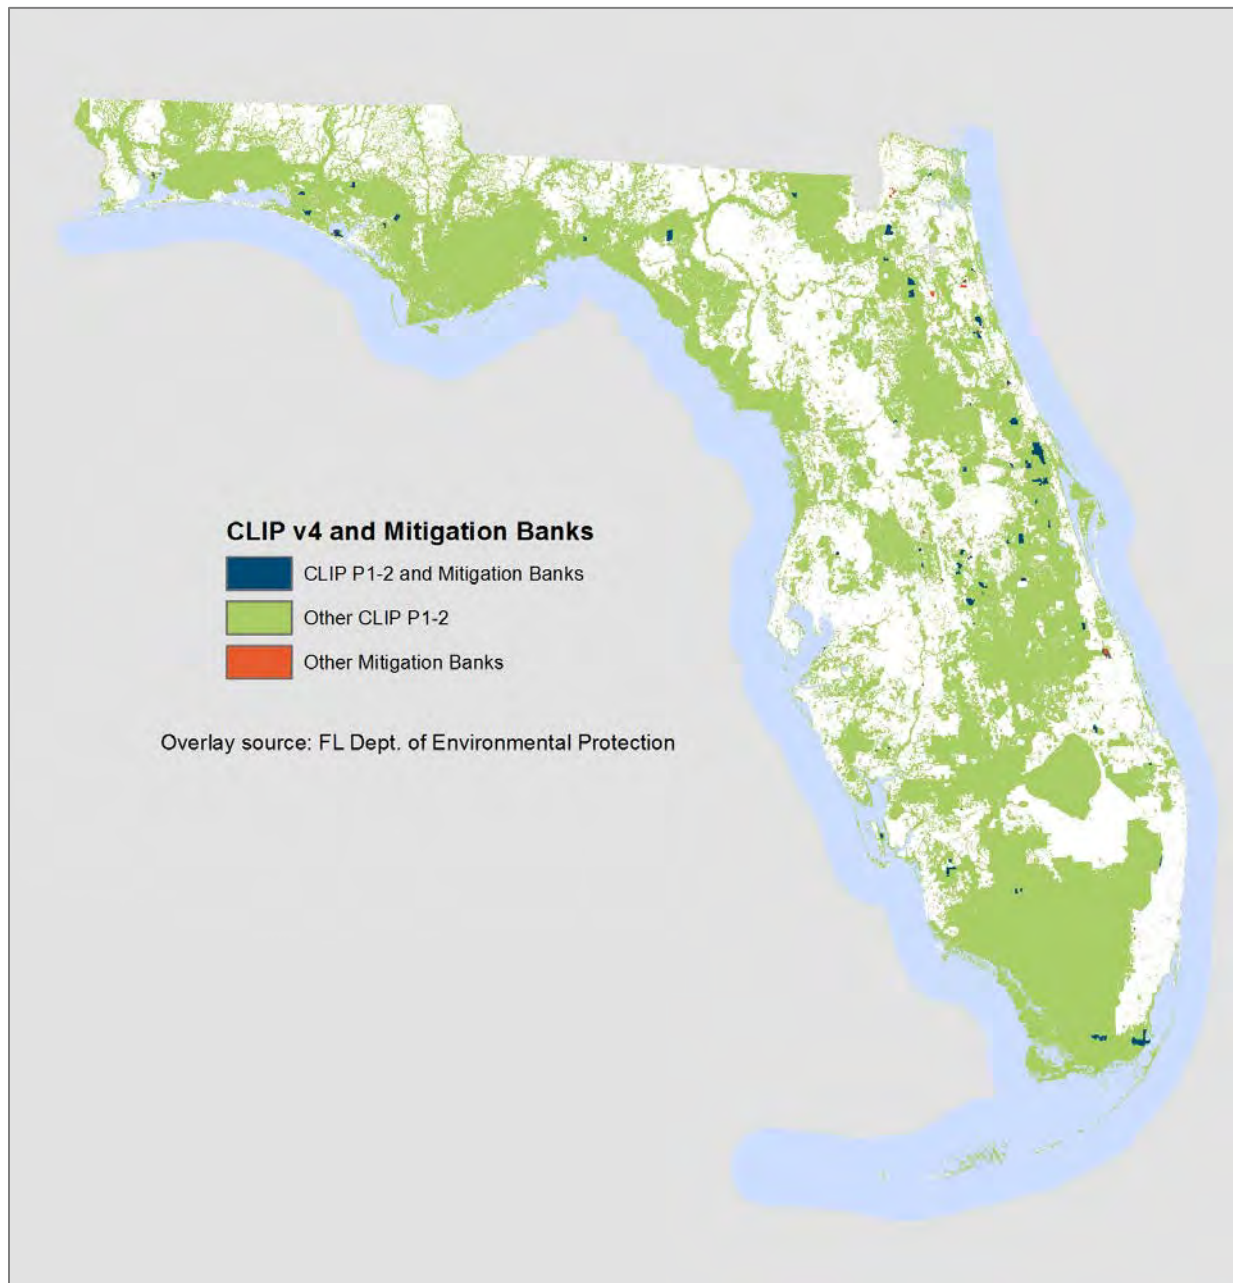 CLIP v4 and Mitigation Banks
CLIP P1-2 and Mitigation Banks
Other CLIP P1-2
Other Mitigation Banks
Overlay source: FL Dept. of Environmental Protection